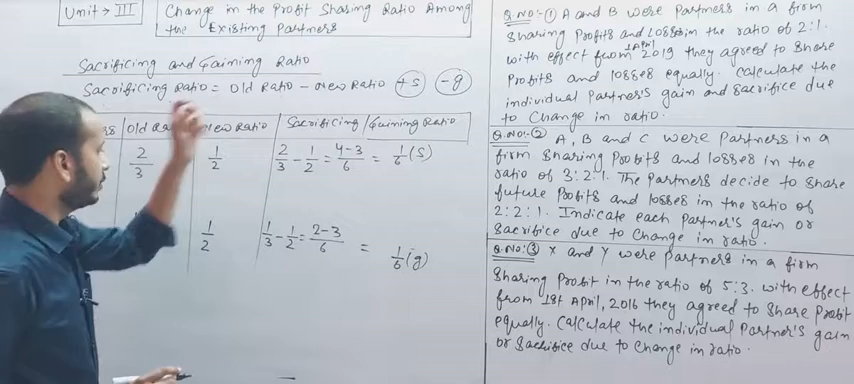 Unit → III
Change in the Profit Sharing Ratio Among
the Existing Partners
Sacrificing and Gaining Ratio
Sacrificing Ratio = Old Ratio - New Ratio +S -g
Old Ratio New Ratio Sacrificing / Gaining Ratio
2/3 1/2 2/3 - 1/2 = 4-3/6 = 1/6 (S)
1/2 1/3 - 1/2 = 2-3/6 = 1/6 (g)
Q.No:-① A and B were Partners in a firm
Sharing Profits and Losses in the ratio of 2:1.
with effect from 1 April 2019 they agreed to Share
Profits and losses equally. Calculate the
individual Partner's gain and Sacrifice due
to Change in ratio.
Q.No:-② A, B and C were Partners in a
firm Sharing Profits and losses in the
ratio of 3:2:1. The Partners decide to Share
future Profits and losses in the ratio of
2:2:1. Indicate each Partner's gain or
Sacrifice due to Change in ratio.
Q.No:③ X and Y were Partners in a firm
Sharing Profit in the ratio of 5:3. with effect
from 1st April, 2016 they agreed to Share Profit
equally. Calculate the individual Partner's gain
or Sacrifice due to Change in ratio.